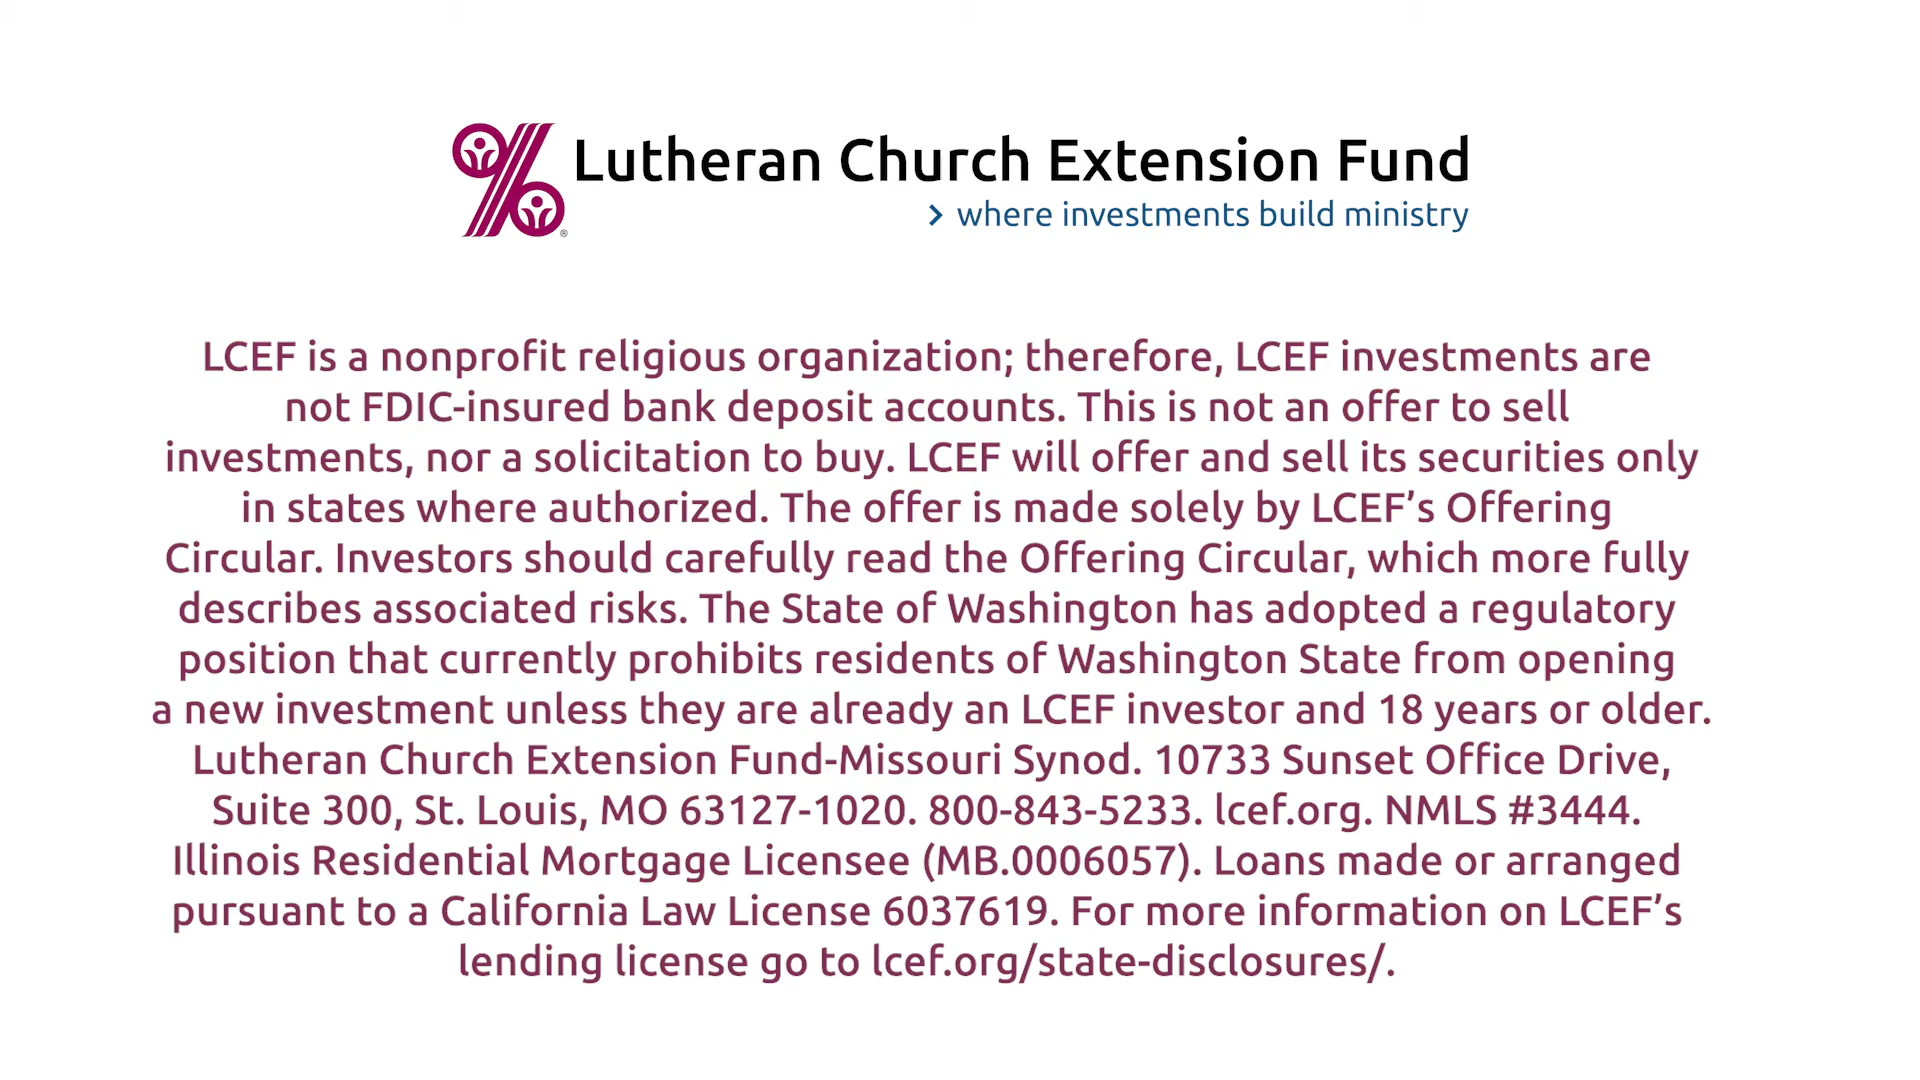 Lutheran Church Extension Fund
> where investments build ministry
LCEF is a nonprofit religious organization; therefore, LCEF investments are
not FDIC-insured bank deposit accounts. This is not an offer to sell
investments, nor a solicitation to buy. LCEF will offer and sell its securities only
in states where authorized. The offer is made solely by LCEF’s Offering
Circular. Investors should carefully read the Offering Circular, which more fully
describes associated risks. The State of Washington has adopted a regulatory
position that currently prohibits residents of Washington State from opening
a new investment unless they are already an LCEF investor and 18 years or older.
Lutheran Church Extension Fund-Missouri Synod. 10733 Sunset Office Drive,
Suite 300, St. Louis, MO 63127-1020. 800-843-5233. lcef.org. NMLS #3444.
Illinois Residential Mortgage Licensee (MB.0006057). Loans made or arranged
pursuant to a California Law License 6037619. For more information on LCEF’s
lending license go to lcef.org/state-disclosures/.